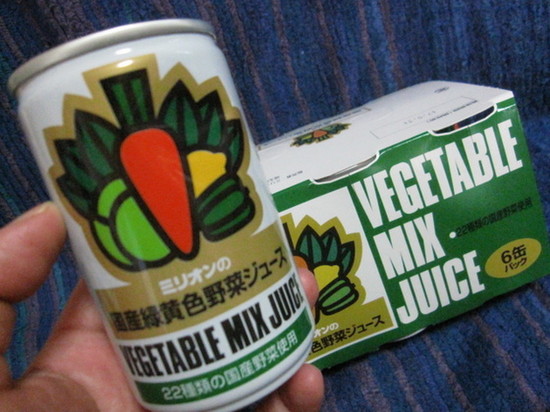 ミリオンの
国産緑黄色野菜ジュース
VEGETABLE MIX JUICE
22種類の国産野菜使用
VEGETABLE
MIX
JUICE
・22種類の国産野菜使用
6缶
パック
ミリオンの
色野菜ジュース